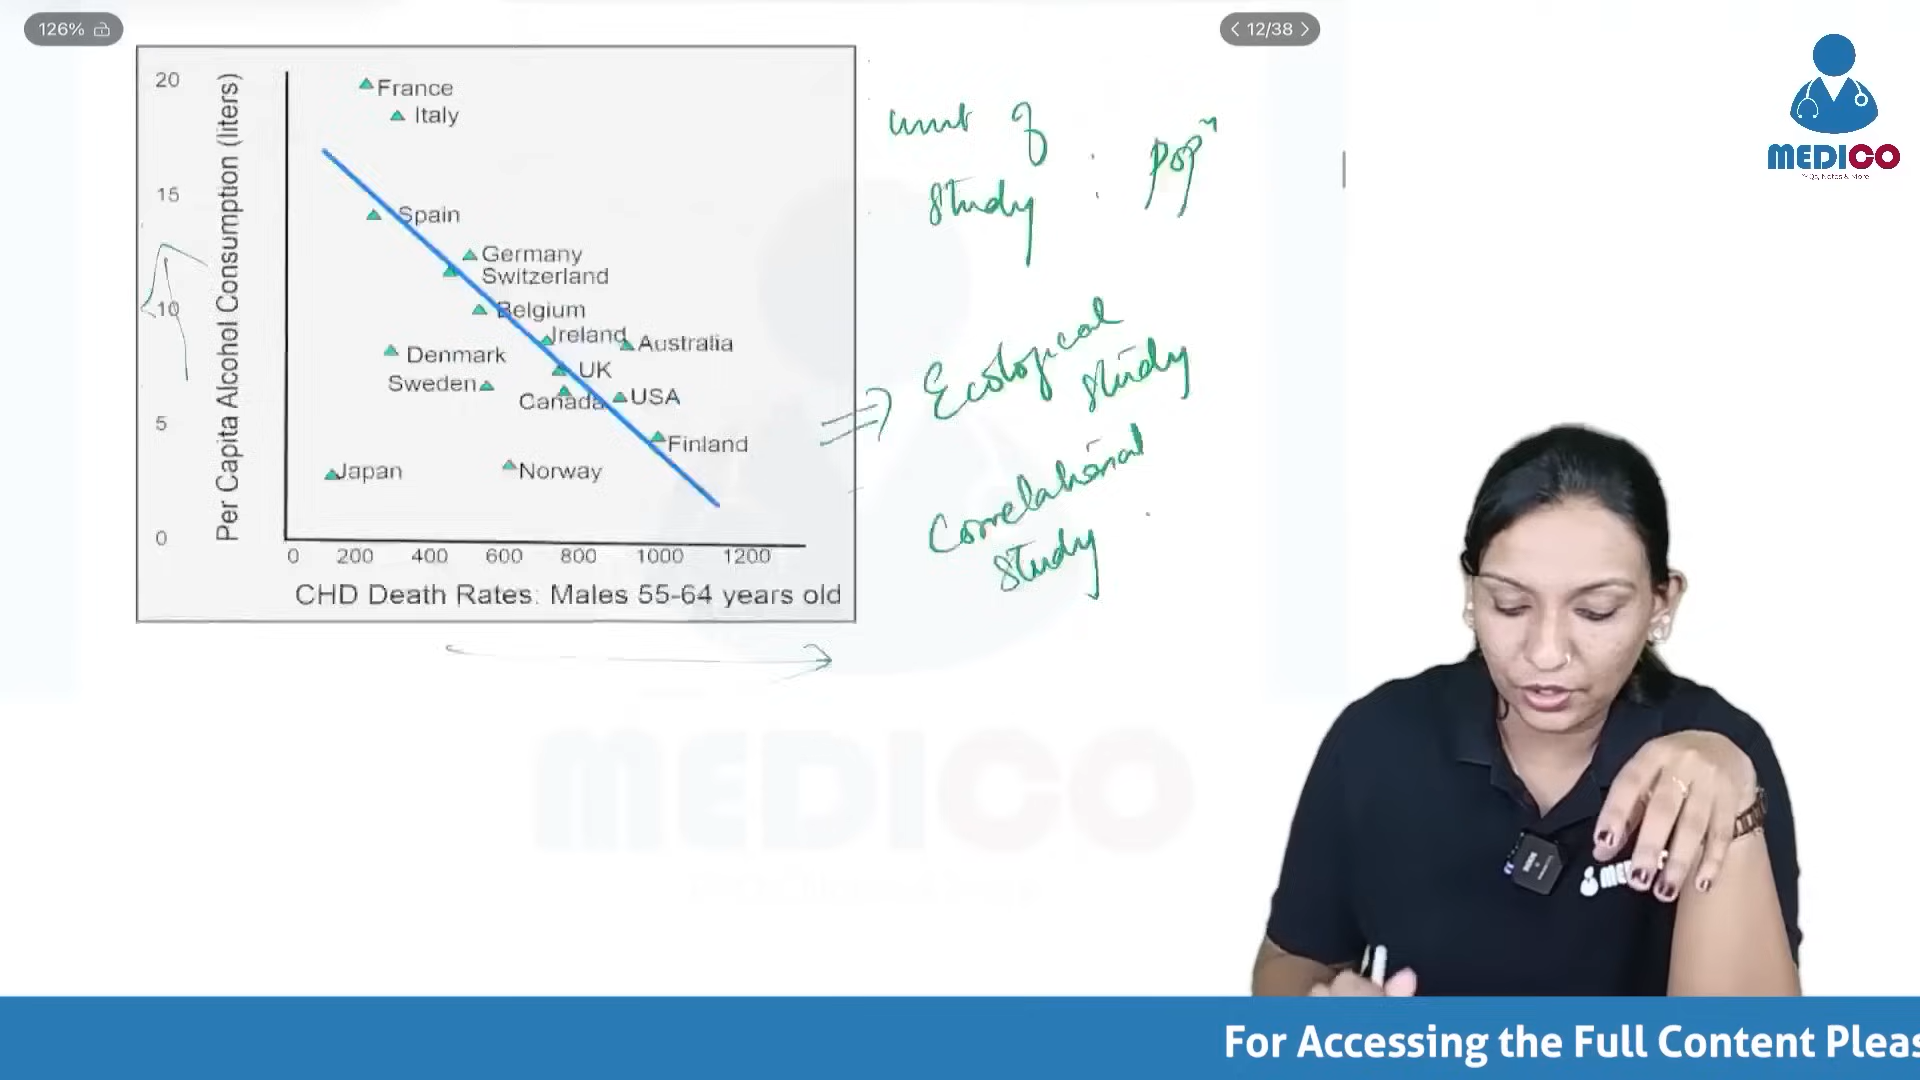 126%
12/38
20
15
10
5
0
Per Capita Alcohol Consumption (liters)
France
Italy
Spain
Germany
Switzerland
Belgium
Ireland
Australia
Denmark
UK
Sweden
Canada
USA
Finland
Japan
Norway
0 200 400 600 800 1000 1200
CHD Death Rates: Males 55-64 years old
unit of
study : popn
⇒ Ecological
study
Correlational
study
MEDICO
MEDICO
For Accessing the Full Content Pleas